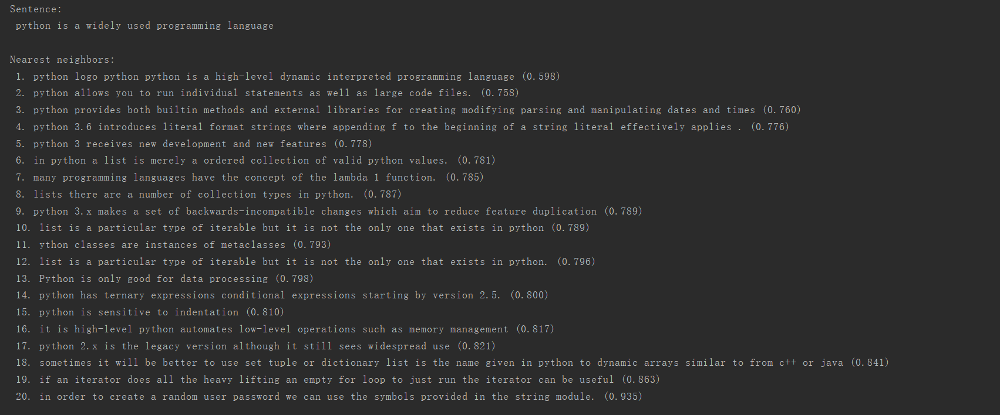 Sentence:
python is a widely used programming language
Nearest neighbors:
1. python logo python python is a high-level dynamic interpreted programming language (0.598)
2. python allows you to run individual statements as well as large code files. (0.758)
3. python provides both builtin methods and external libraries for creating modifying parsing and manipulating dates and times (0.760)
4. python 3.6 introduces literal format strings where appending f to the beginning of a string literal effectively applies . (0.776)
5. python 3 receives new development and new features (0.778)
6. in python a list is merely a ordered collection of valid python values. (0.781)
7. many programming languages have the concept of the lambda 1 function. (0.785)
8. lists there are a number of collection types in python. (0.787)
9. python 3.x makes a set of backwards-incompatible changes which aim to reduce feature duplication (0.789)
10. list is a particular type of iterable but it is not the only one that exists in python (0.789)
11. ython classes are instances of metaclasses (0.793)
12. list is a particular type of iterable but it is not the only one that exists in python. (0.796)
13. Python is only good for data processing (0.798)
14. python has ternary expressions conditional expressions starting by version 2.5. (0.800)
15. python is sensitive to indentation (0.810)
16. it is high-level python automates low-level operations such as memory management (0.817)
17. python 2.x is the legacy version although it still sees widespread use (0.821)
18. sometimes it will be better to use set tuple or dictionary list is the name given in python to dynamic arrays similar to from c++ or java (0.841)
19. if an iterator does all the heavy lifting an empty for loop to just run the iterator can be useful (0.863)
20. in order to create a random user password we can use the symbols provided in the string module. (0.935)